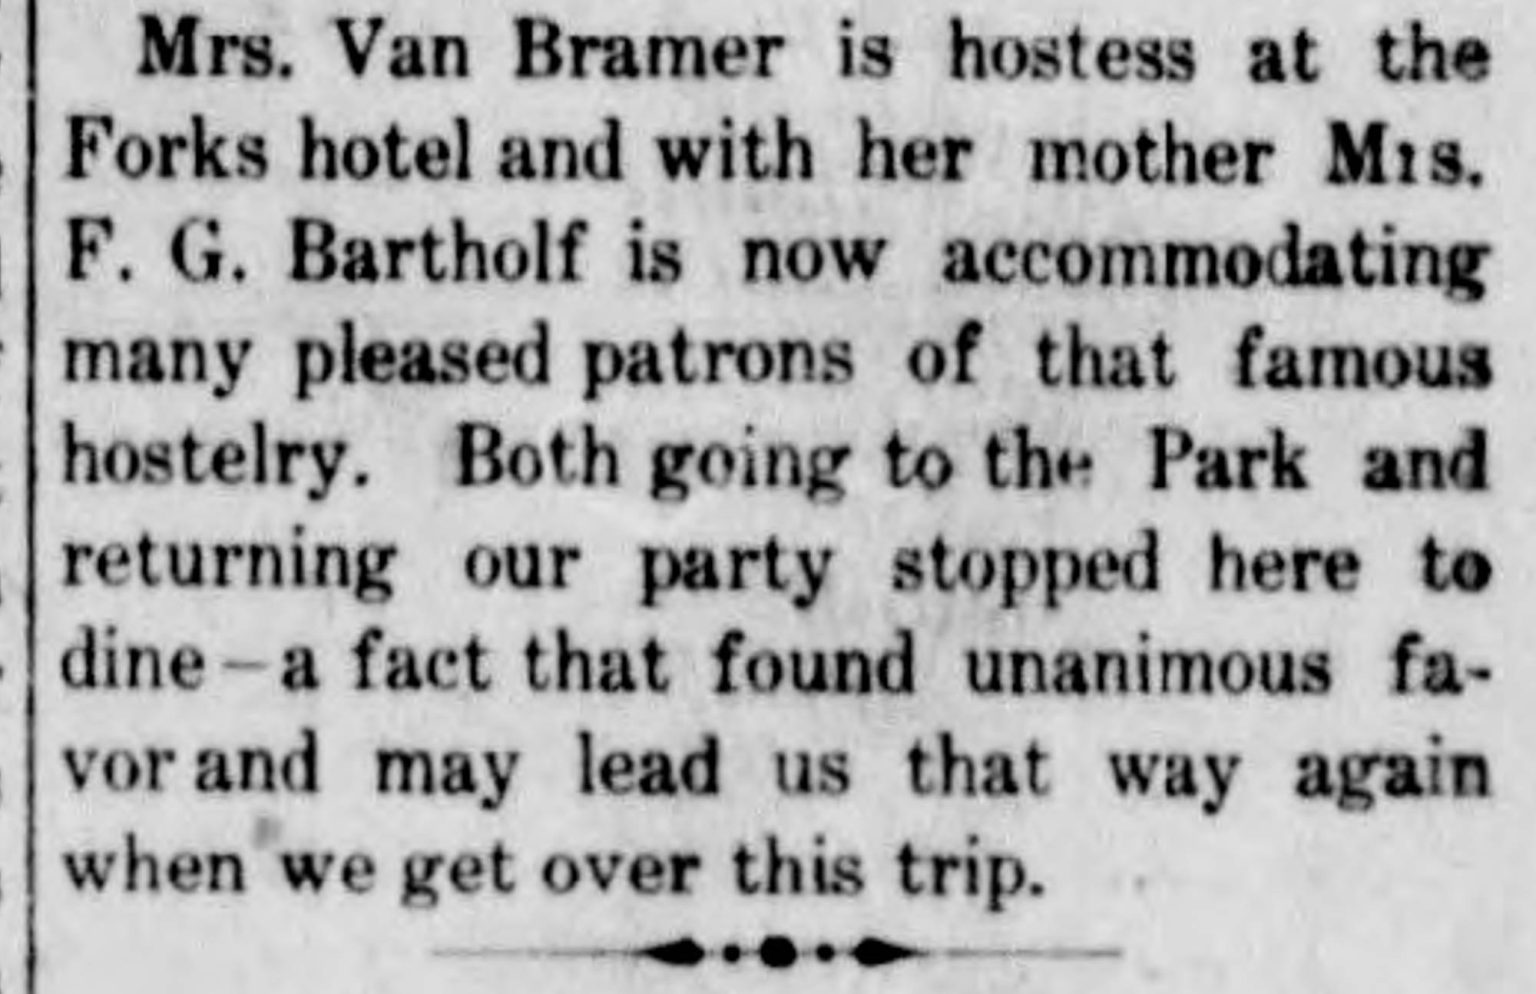 Mrs. Van Bramer is hostess at the
Forks hotel and with her mother Mrs.
F. G. Bartholf is now accommodating
many pleased patrons of that famous
hostelry. Both going to the Park and
returning our party stopped here to
dine—a fact that found unanimous fa-
vor and may lead us that way again
when we get over this trip.